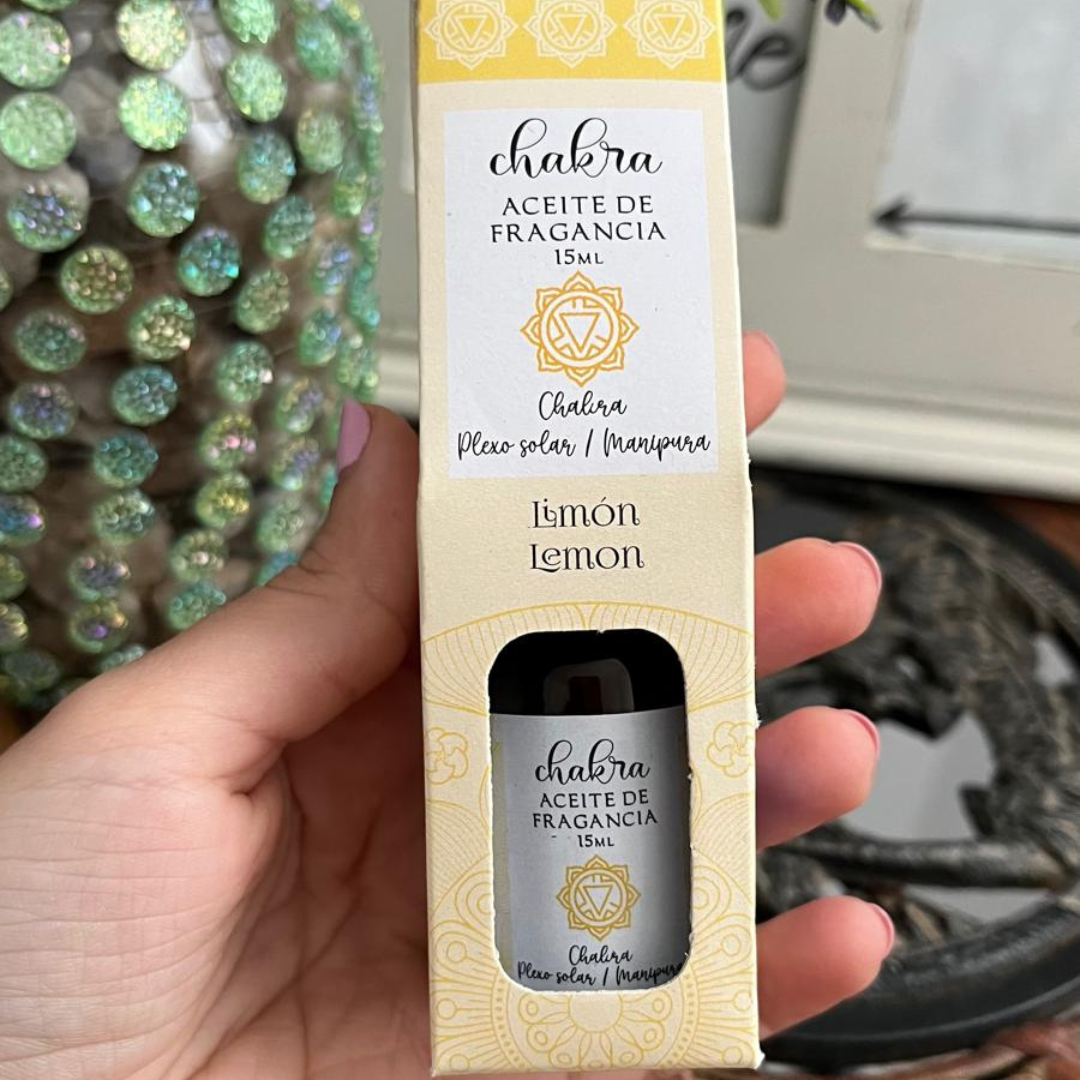 chakra
ACEITE DE
FRAGANCIA
15ML
Chakra
Plexo solar / Manipura
Limón
Lemon
chakra
ACEITE DE
FRAGANCIA
15ML
Chakra
Plexo solar / Manipura